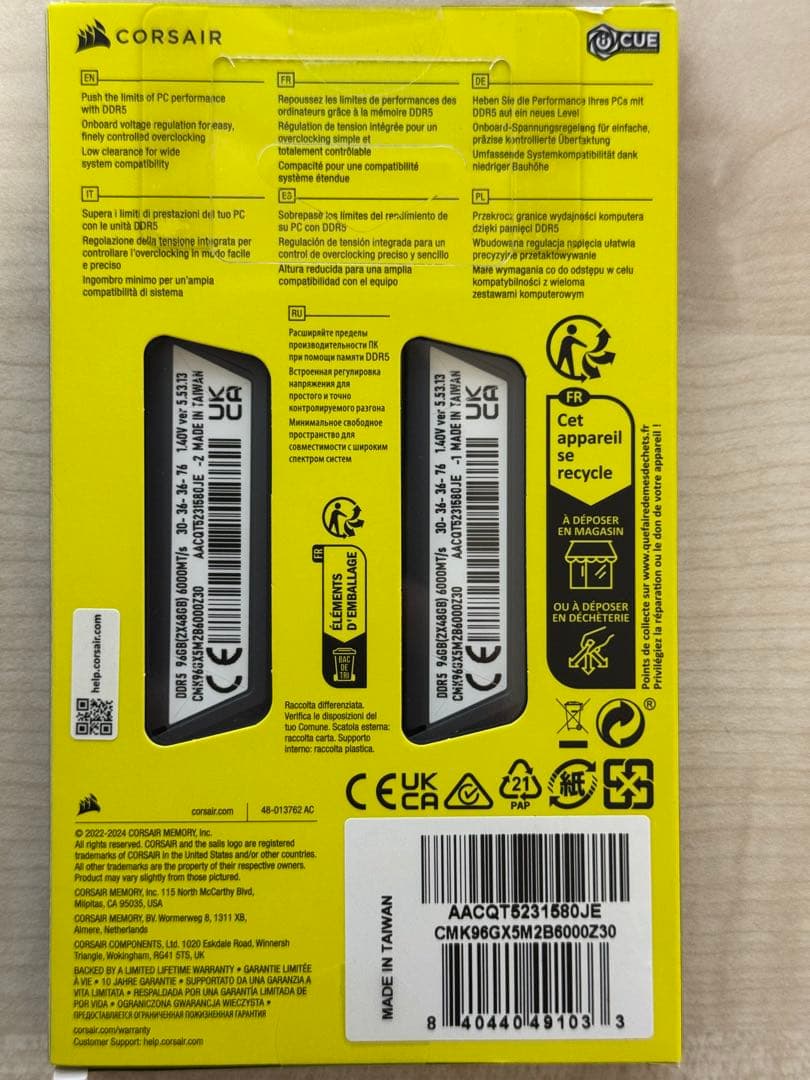 CORSAIR
iCUE
EN
Push the limits of PC performance
with DDR5
Onboard voltage regulation for easy,
finely controlled overclocking
Low clearance for wide
system compatibility
FR
Repoussez les limites de performances des
ordinateurs grâce à la mémoire DDR5
Régulation de tension intégrée pour un
overclocking simple et
totalement contrôlable
Compacité pour une compatibilité
système étendue
DE
Heben Sie die Performance Ihres PCs mit
DDR5 auf ein neues Level
Onboard-Spannungsregelung für einfache,
präzise kontrollierte Übertaktung
Umfassende Systemkompatibilität dank
niedriger Bauhöhe
IT
Supera i limiti di prestazioni del tuo PC
con le unità DDR5
Regolazione della tensione integrata per
controllare l'overclocking in modo facile
e preciso
Ingombro minimo per un'ampia
compatibilità di sistema
ES
Sobrepase los límites del rendimiento de
su PC con DDR5
Regulación de tensión integrada para un
control de overclocking preciso y sencillo
Altura reducida para una amplia
compatibilidad con el equipo
PL
Przekrocz granice wydajności komputera
dzięki pamięci DDR5
Wbudowana regulacja napięcia ułatwia
precyzyjne przetaktowywanie
Małe wymagania co do odstępu w celu
kompatybilności z wieloma
zestawami komputerowym
RU
Расширяйте пределы
производительности ПК
при помощи памяти DDR5
Встроенная регулировка
напряжения для
простого и точно
контролируемого разгона
Минимальное свободное
пространство для
совместимости с широким
спектром систем
DDR5 96GB(2X48GB) 6000MT/s 30-36-36-76 1.40V ver 5.53.13
CMK96GX5M2B6000Z30 AACQT5231580JE -2 MADE IN TAIWAN
CE
UK
CA
DDR5 96GB(2X48GB) 6000MT/s 30-36-36-76 1.40V ver 5.53.13
CMK96GX5M2B6000Z30 AACQT5231580JE -1 MADE IN TAIWAN
CE
UK
CA
FR
Cet
appareil
se
recycle
À DÉPOSER
EN MAGASIN
OU À DÉPOSER
EN DÉCHÈTERIE
Points de collecte sur www.quefairedemesdechets.fr
Privilégiez la réparation ou le don de votre appareil !
FR
ÉLÉMENTS
D'EMBALLAGE
BAC
DE
TRI
help.corsair.com
Raccolta differenziata.
Verifica le disposizioni del
tuo Comune. Scatola esterna:
raccolta carta. Supporto
interno: raccolta plastica.
®
CE
UK
CA
21
PAP
紙
corsair.com
48-013762 AC
© 2022-2024 CORSAIR MEMORY, Inc.
All rights reserved. CORSAIR and the sails logo are registered
trademarks of CORSAIR in the United States and/or other countries.
All other trademarks are the property of their respective owners.
Product may vary slightly from those pictured.
CORSAIR MEMORY, Inc. 115 North McCarthy Blvd,
Milpitas, CA 95035, USA
CORSAIR MEMORY, BV. Wormerweg 8, 1311 XB,
Almere, Netherlands
CORSAIR COMPONENTS, Ltd. 1020 Eskdale Road, Winnersh
Triangle, Wokingham, RG41 5TS, UK
BACKED BY A LIMITED LIFETIME WARRANTY • GARANTIE LIMITÉE
À VIE • 10 JAHRE GARANTIE • SUPPORTATO DA UNA GARANZIA A
VITA LIMITATA • RESPALDADA POR UNA GARANTÍA LIMITADA DE
POR VIDA • OGRANICZONA GWARANCJA WIECZYSTA •
ПРЕДОСТАВЛЯЕТСЯ ОГРАНИЧЕННАЯ ПОЖИЗНЕННАЯ ГАРАНТИЯ
corsair.com/warranty
Customer Support: help.corsair.com
MADE IN TAIWAN
AACQT5231580JE
CMK96GX5M2B6000Z30
8 40440 49103 3